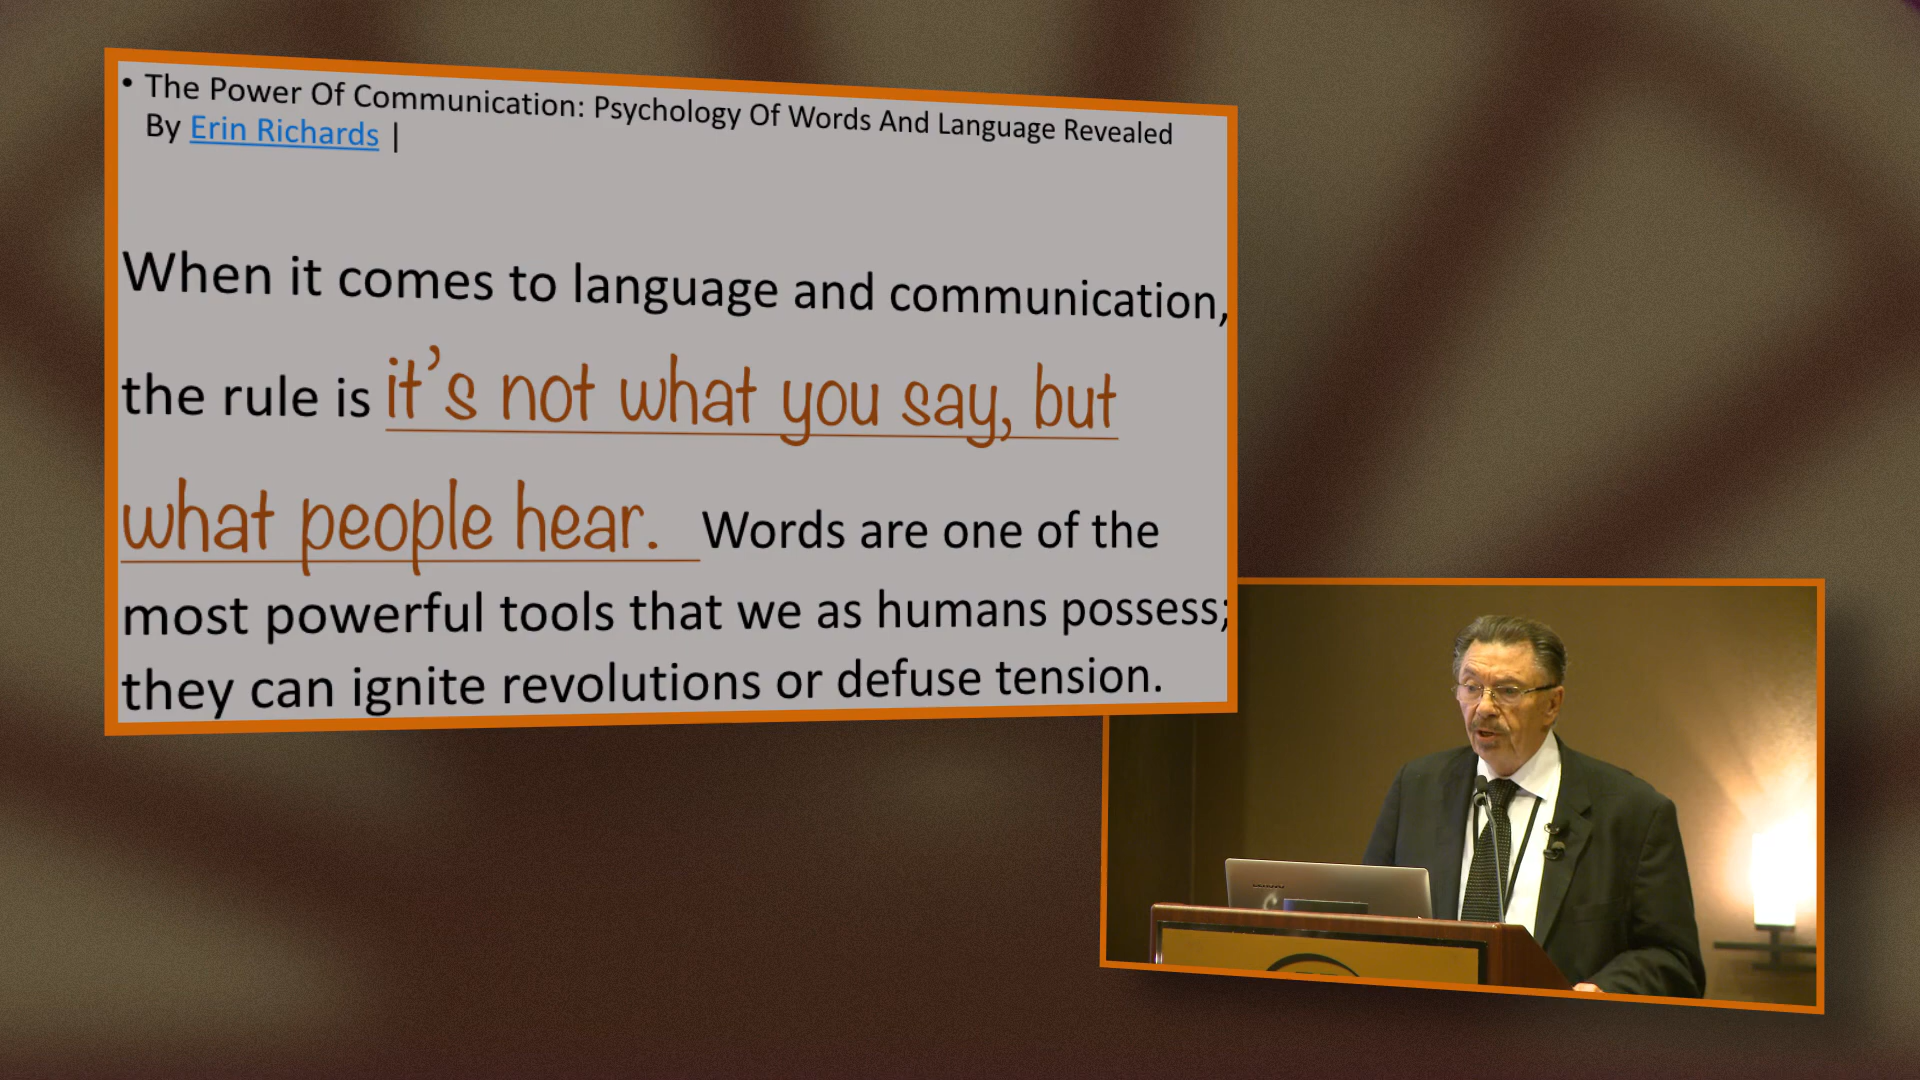 • The Power Of Communication: Psychology Of Words And Language Revealed
By Erin Richards |
When it comes to language and communication,
the rule is it's not what you say, but
what people hear. Words are one of the
most powerful tools that we as humans possess;
they can ignite revolutions or defuse tension.